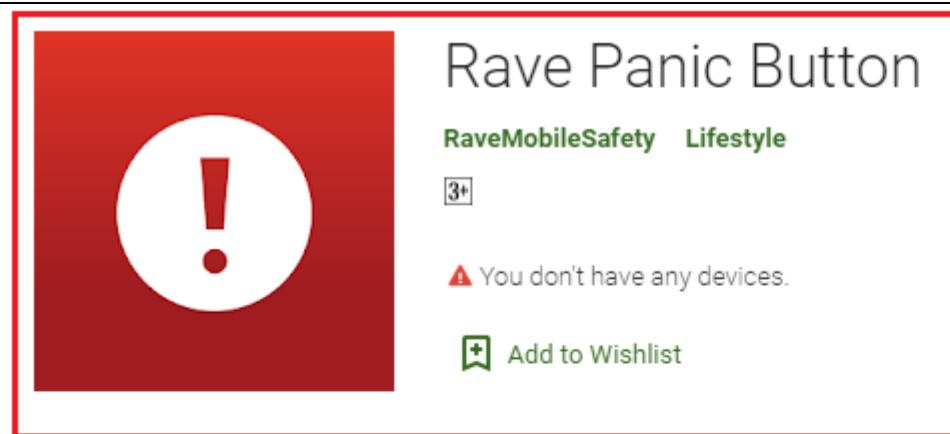 Rave Panic Button
RaveMobileSafety Lifestyle
3+
You don't have any devices.
Add to Wishlist